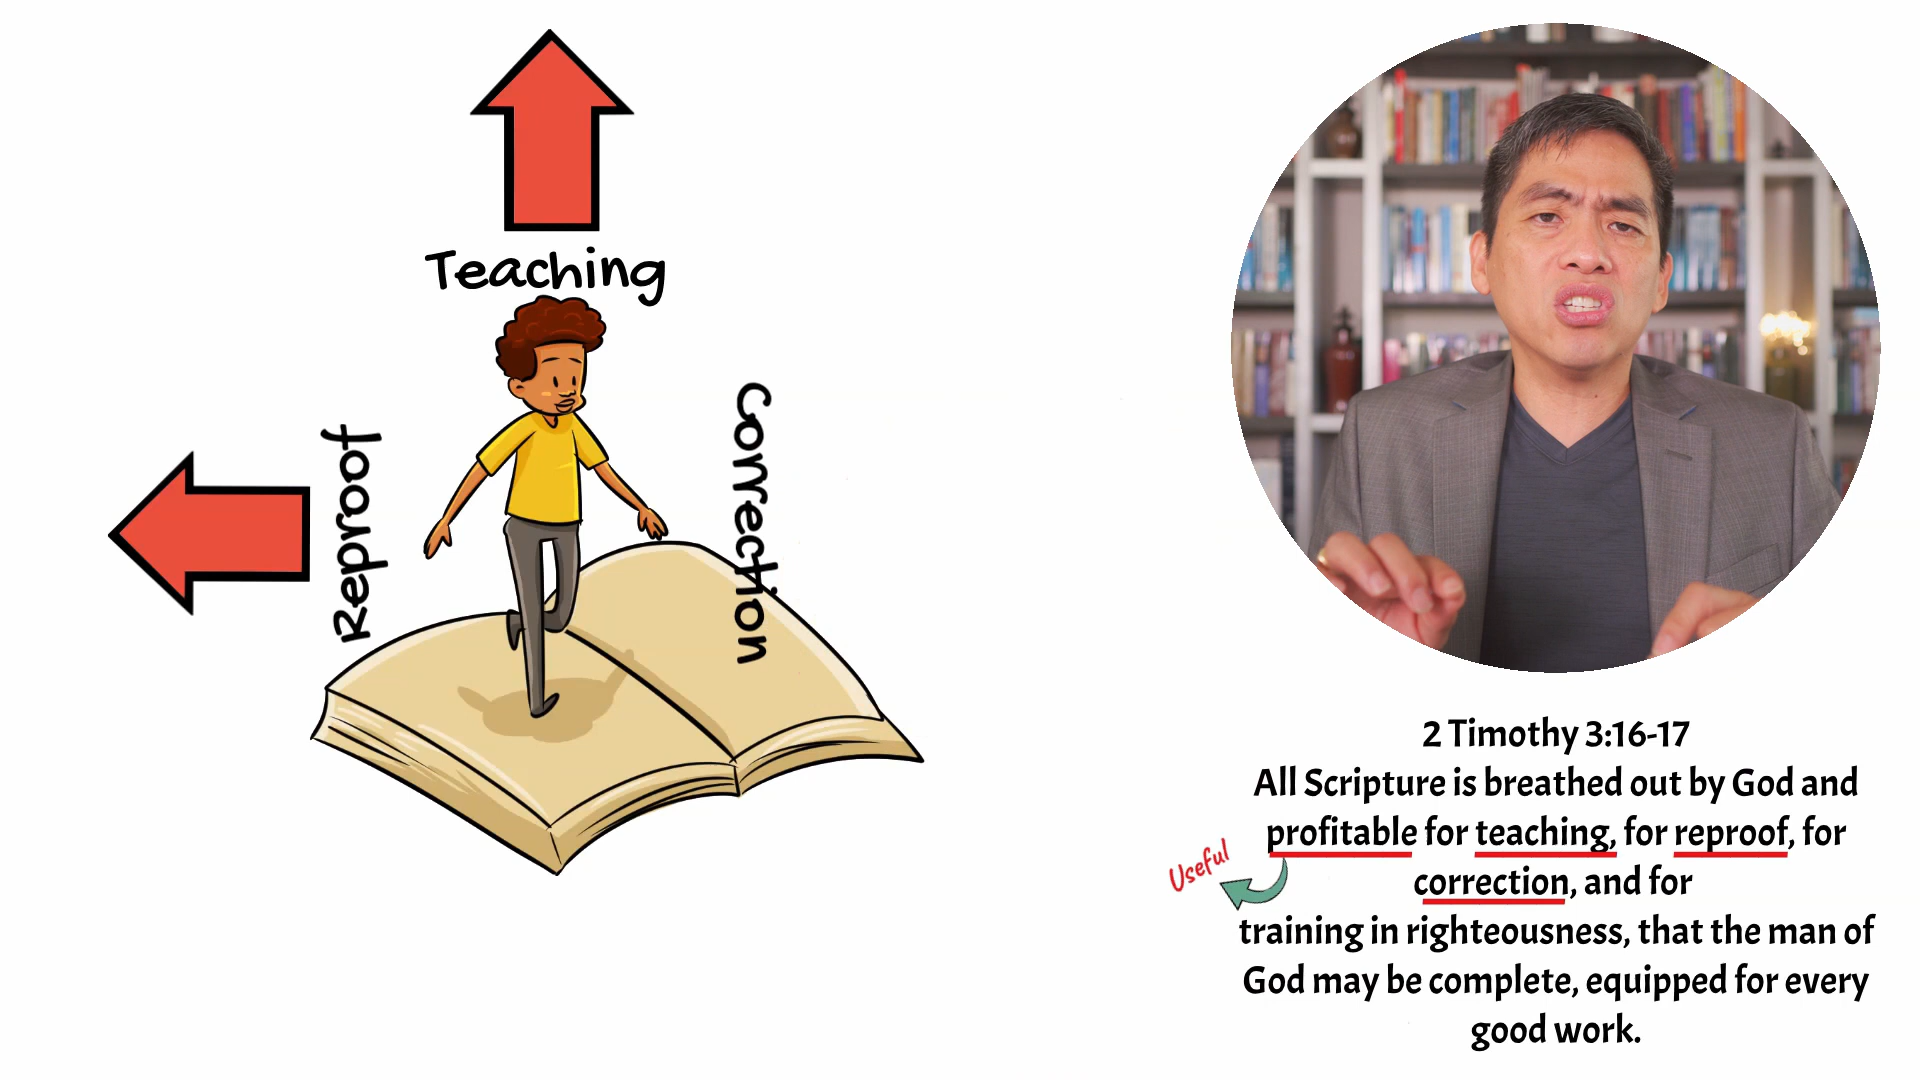 Teaching
Reproof
Correction
2 Timothy 3:16-17
All Scripture is breathed out by God and
profitable for teaching, for reproof, for
Useful
correction, and for
training in righteousness, that the man of
God may be complete, equipped for every
good work.